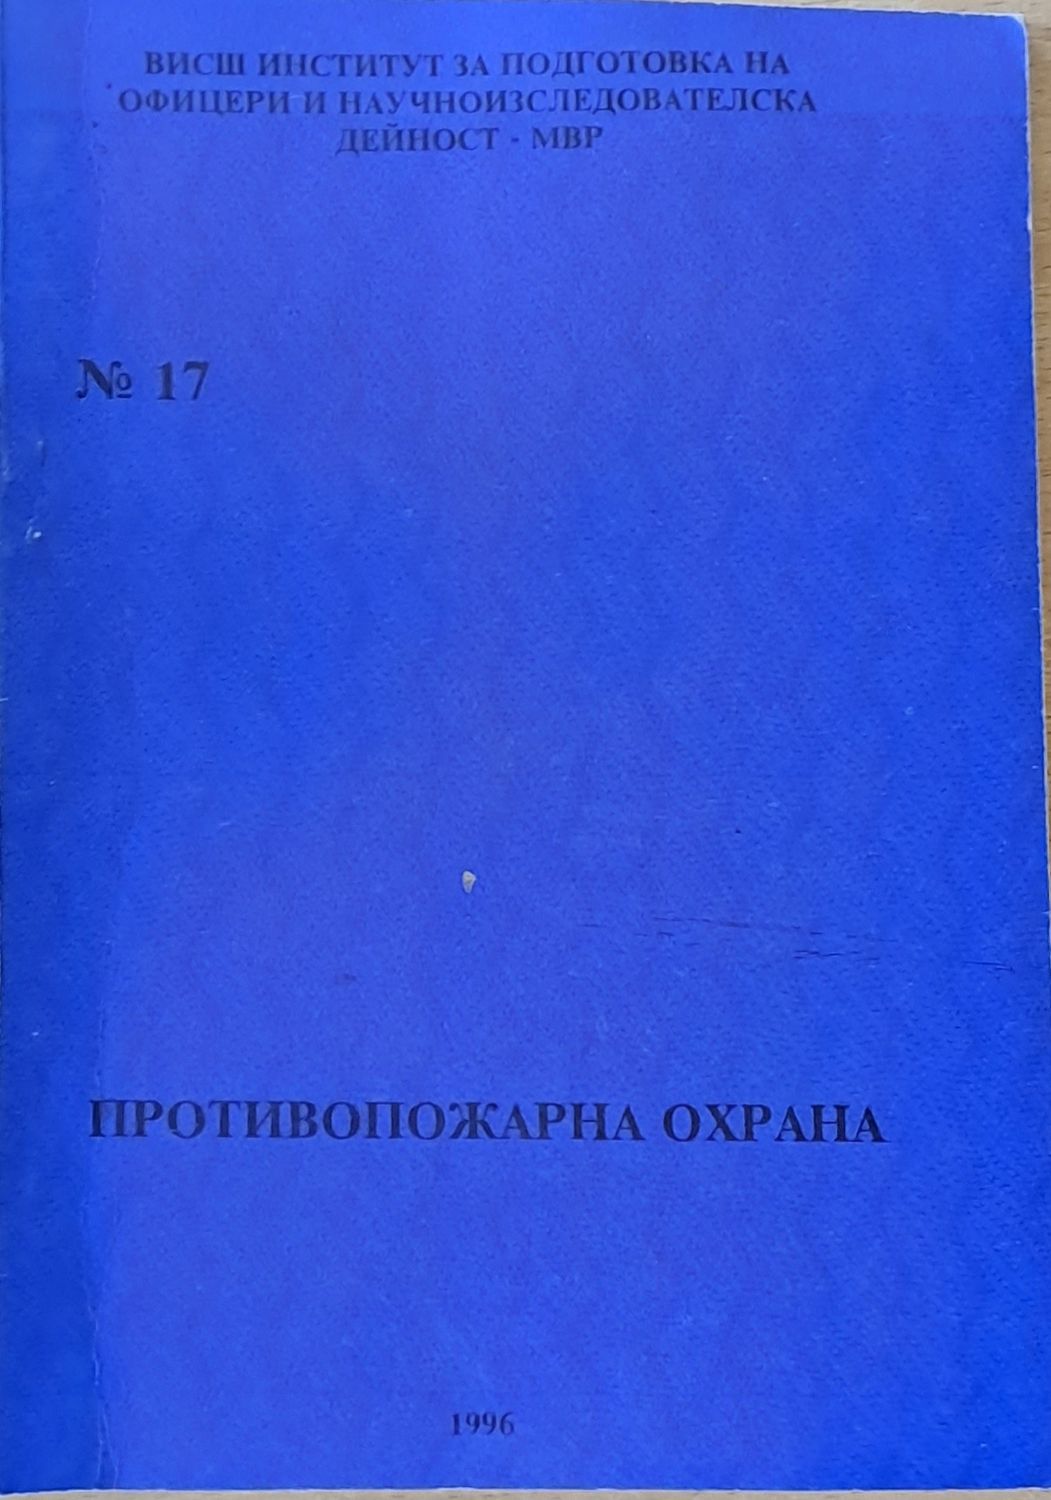 ВИСШ ИНСТИТУТ ЗА ПОДГОТОВКА НА
ОФИЦЕРИ И НАУЧНОИЗСЛЕДОВАТЕЛСКА
ДЕЙНОСТ - МВР
№ 17
ПРОТИВОПОЖАРНА ОХРАНА
1996